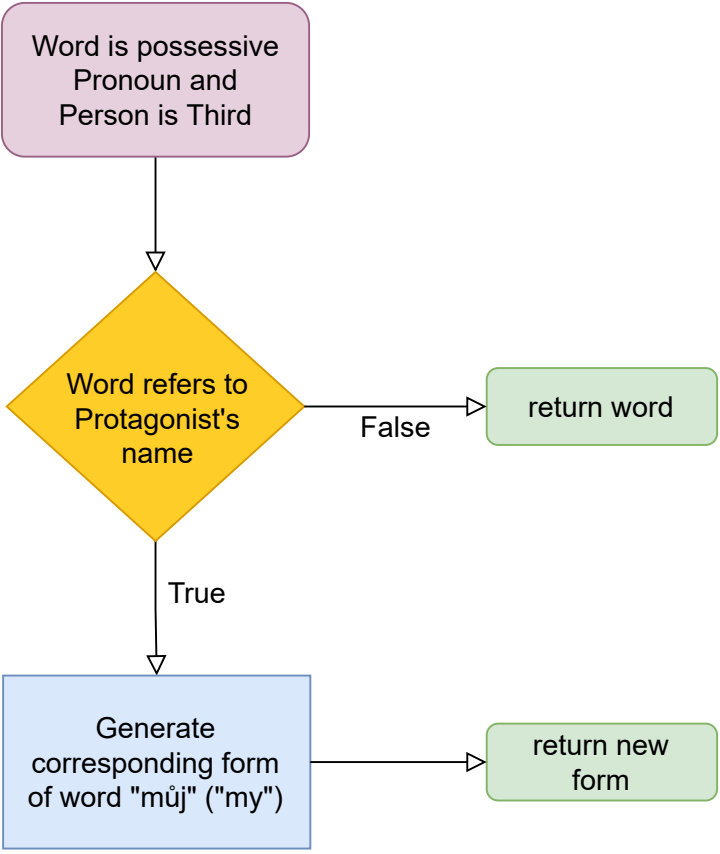 Word is possessive
Pronoun and
Person is Third
Word refers to
Protagonist's
name
False
return word
True
Generate
corresponding form
of word "můj" ("my")
return new
form